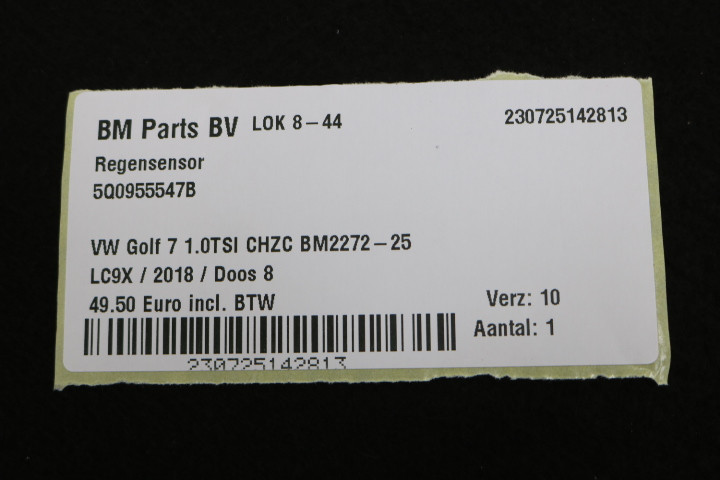 BM Parts BV LOK 8-44 230725142813
Regensensor
5Q0955547B
VW Golf 7 1.0TSI CHZC BM2272-25
LC9X / 2018 / Doos 8
49.50 Euro incl. BTW Verz: 10
Aantal: 1
230725142813